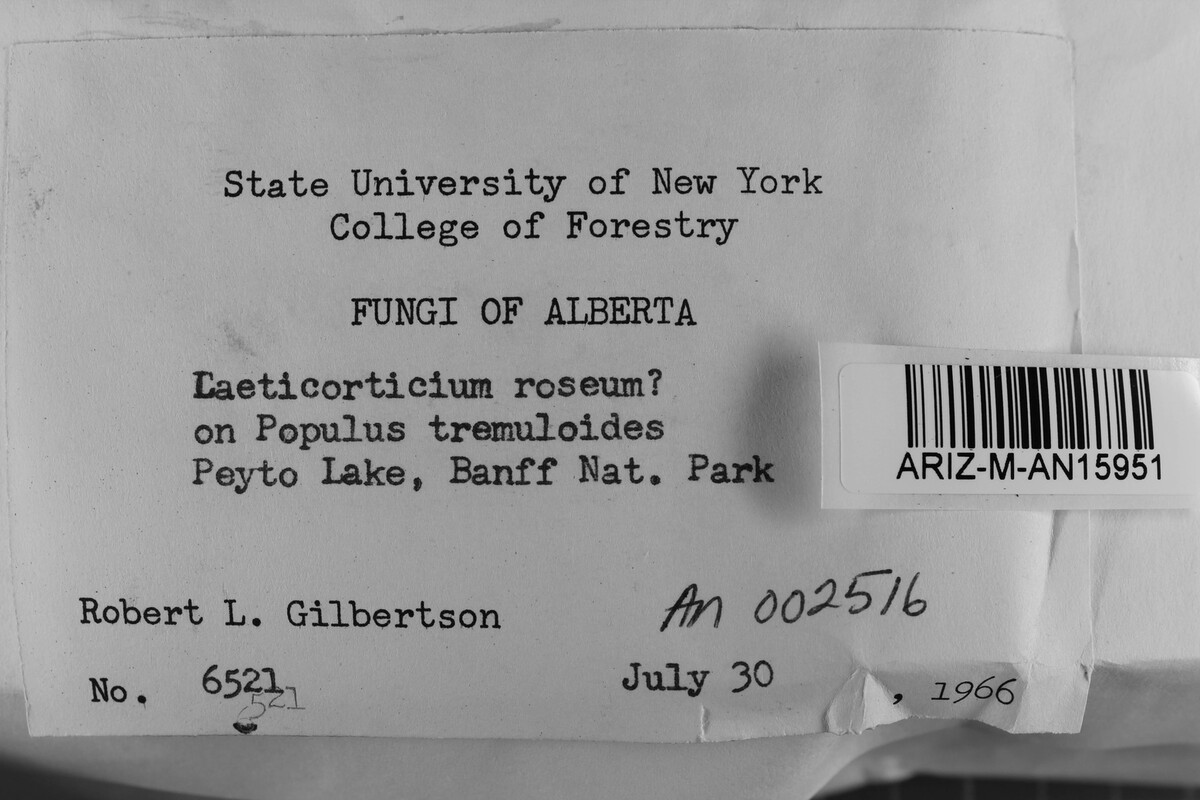 State University of New York
College of Forestry
FUNGI OF ALBERTA
Laeticorticium roseum?
on Populus tremuloides
Peyto Lake, Banff Nat. Park
ARIZ-M-AN15951
Robert L. Gilbertson
An 002516
No. 6521
521
July 30, 1966